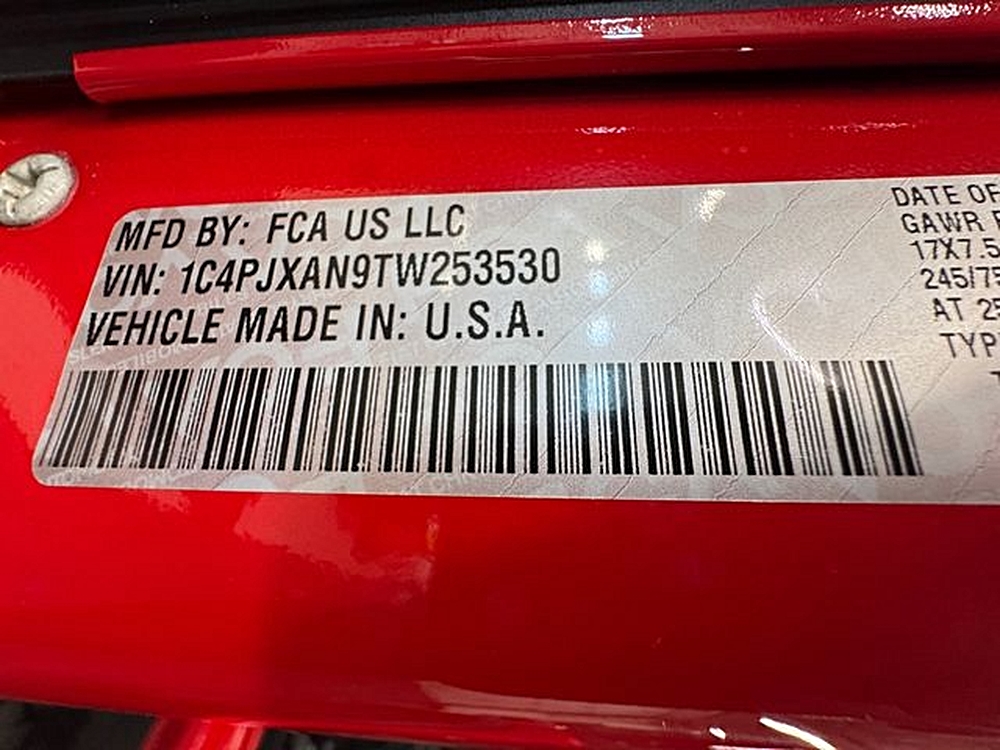 MFD BY: FCA US LLC
VIN: 1C4PJXAN9TW253530
VEHICLE MADE IN: U.S.A.
DATE OF
GAWR
17X7.5
245/75
AT 25
TYP